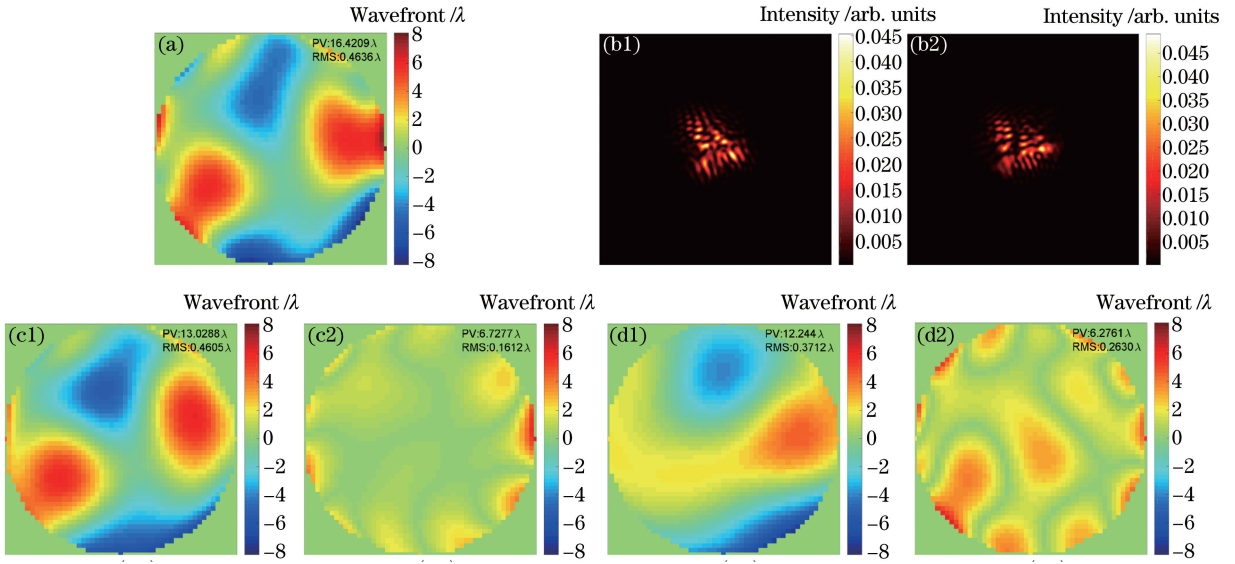 Wavefront /λ
(a)
PV:16.4209λ
RMS:0.4636λ
8
6
4
2
0
−2
−4
−6
−8
Intensity /arb. units
(b1)
0.045
0.040
0.035
0.030
0.025
0.020
0.015
0.010
0.005
Intensity /arb. units
(b2)
0.045
0.040
0.035
0.030
0.025
0.020
0.015
0.010
0.005
Wavefront /λ
(c1)
PV:13.0288λ
RMS:0.4605λ
8
6
4
2
0
−2
−4
−6
−8
Wavefront /λ
(c2)
PV:6.7277λ
RMS:0.1612λ
8
6
4
2
0
−2
−4
−6
−8
Wavefront /λ
(d1)
PV:12.244λ
RMS:0.3712λ
8
6
4
2
0
−2
−4
−6
−8
Wavefront /λ
(d2)
PV:6.2761λ
RMS:0.2630λ
8
6
4
2
0
−2
−4
−6
−8